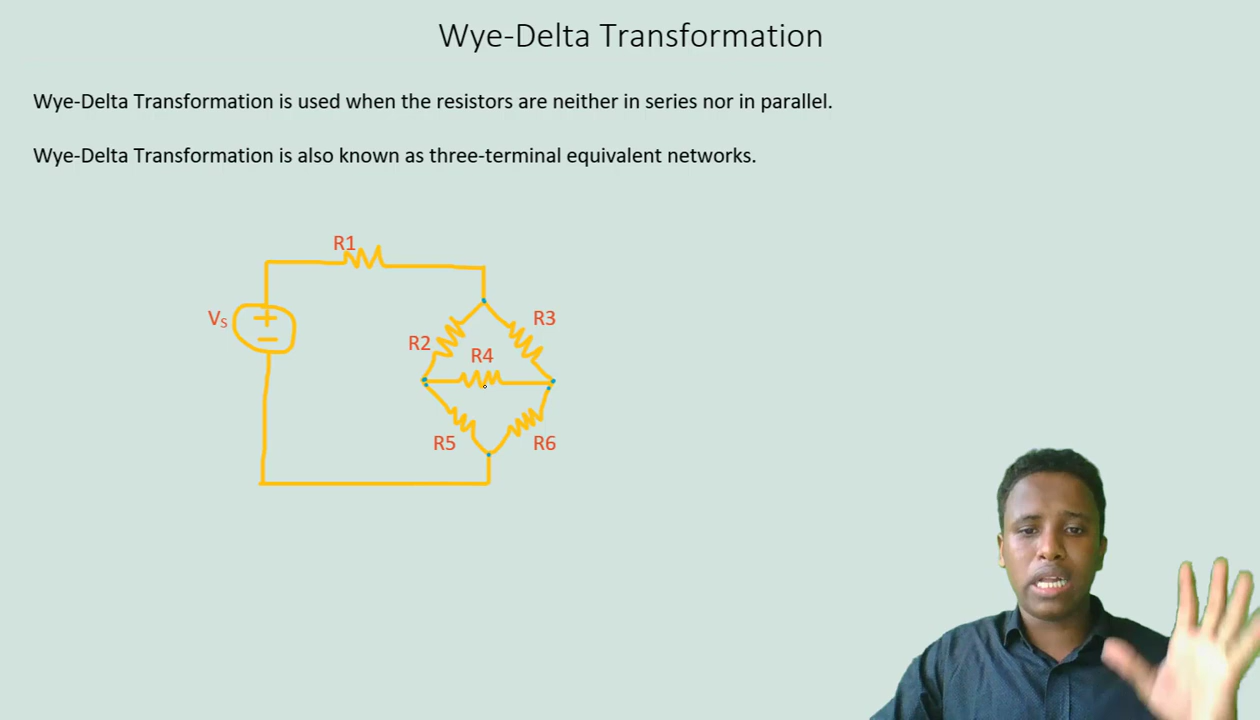 Wye-Delta Transformation
Wye-Delta Transformation is used when the resistors are neither in series nor in parallel.
Wye-Delta Transformation is also known as three-terminal equivalent networks.
R1
Vs
R3
R2
R4
R5
R6